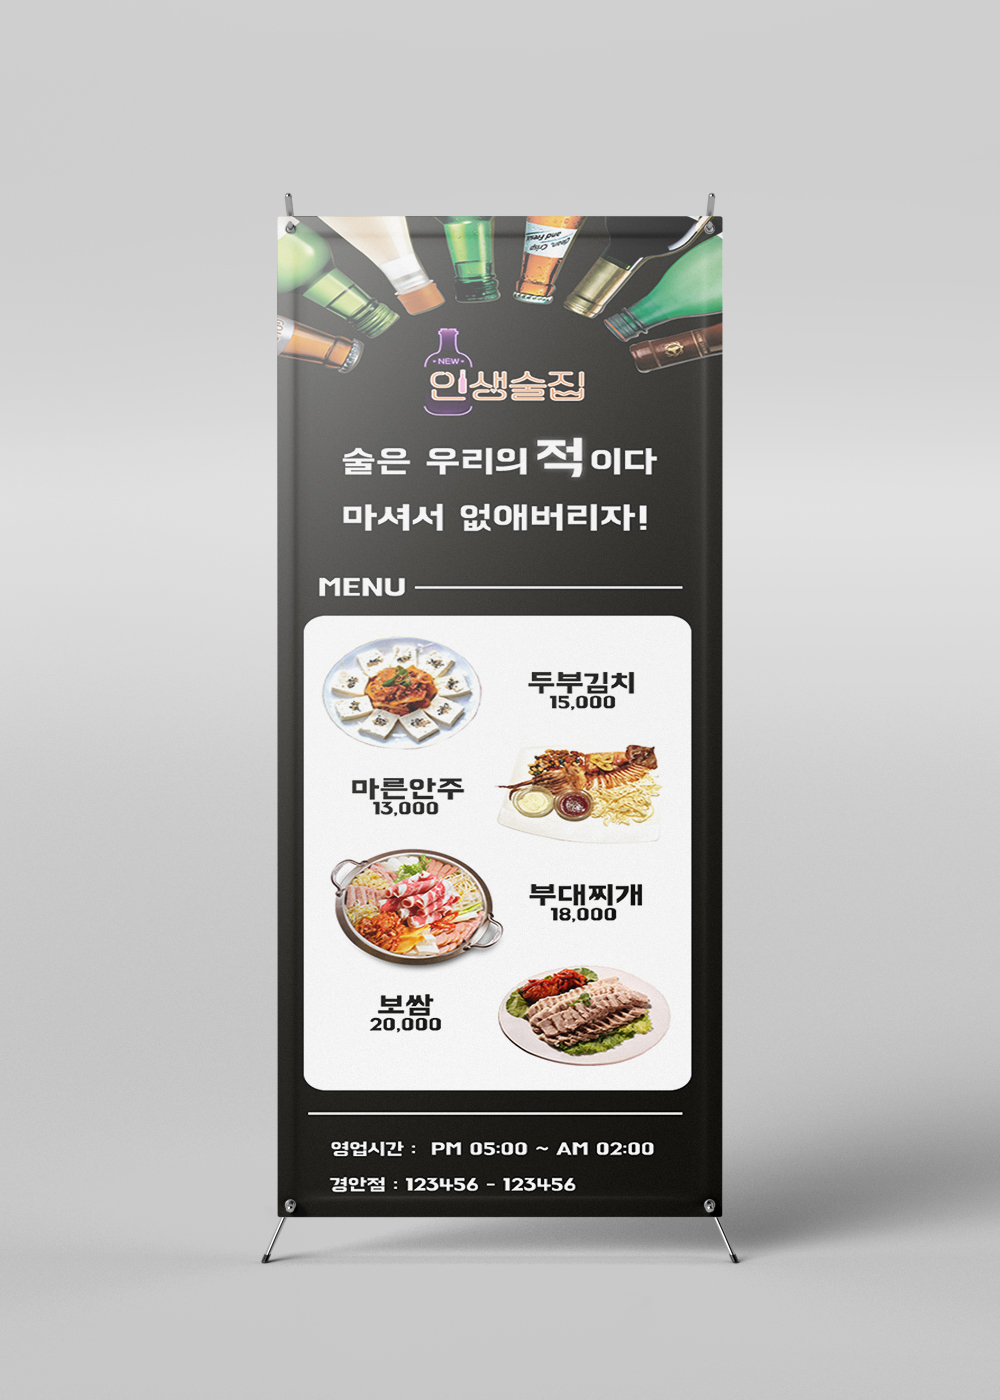 NEW
인생술집
술은 우리의 적이다
마셔서 없애버리자!
MENU
두부김치
15,000
마른안주
13,000
부대찌개
18,000
보쌈
20,000
영업시간 : PM 05:00 ~ AM 02:00
경안점 : 123456 - 123456